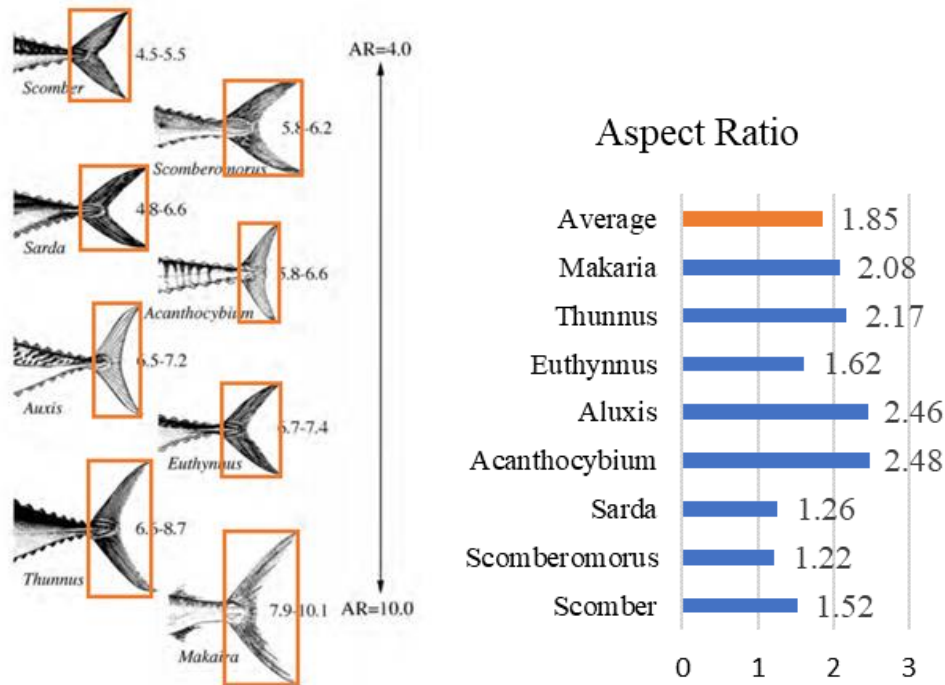 AR=4.0
4.5-5.5
Scomber
5.8-6.2
Scomberomorus
4.8-6.6
Sarda
5.8-6.6
Acanthocybium
6.5-7.2
Auxis
6.7-7.4
Euthynnus
6.6-8.7
Thunnus
7.9-10.1
AR=10.0
Makaira
Aspect Ratio
Average 1.85
Makaria 2.08
Thunnus 2.17
Euthynnus 1.62
Aluxis 2.46
Acanthocybium 2.48
Sarda 1.26
Scomberomorus 1.22
Scomber 1.52
0 1 2 3